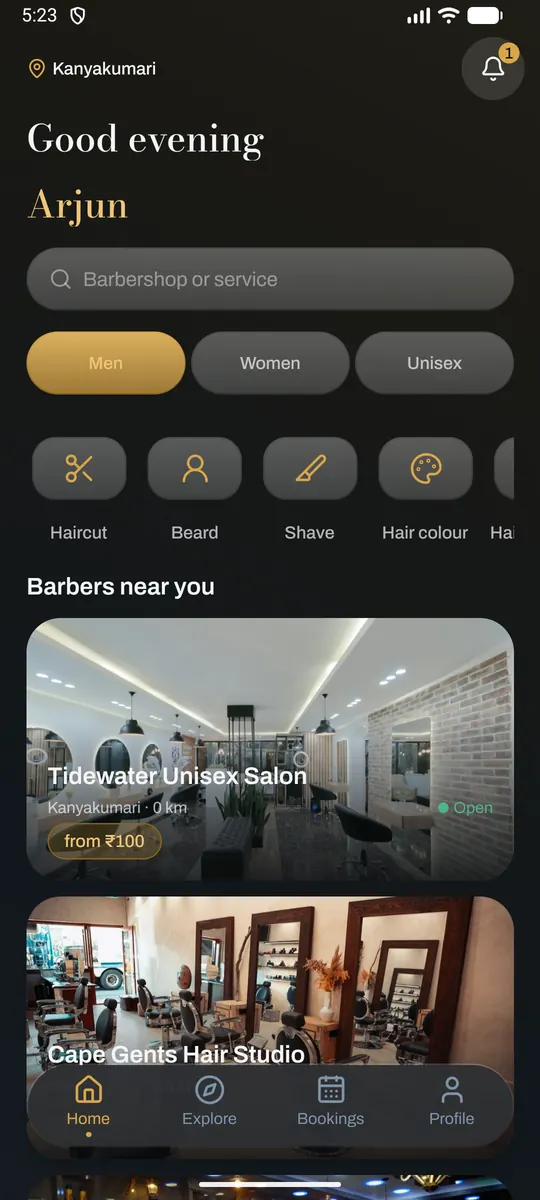 5:23
Kanyakumari
1
Good evening
Arjun
Barbershop or service
Men Women Unisex
Haircut Beard Shave Hair colour Hai
Barbers near you
Tidewater Unisex Salon
Kanyakumari · 0 km Open
from ₹100
Cape Gents Hair Studio
Home Explore Bookings Profile